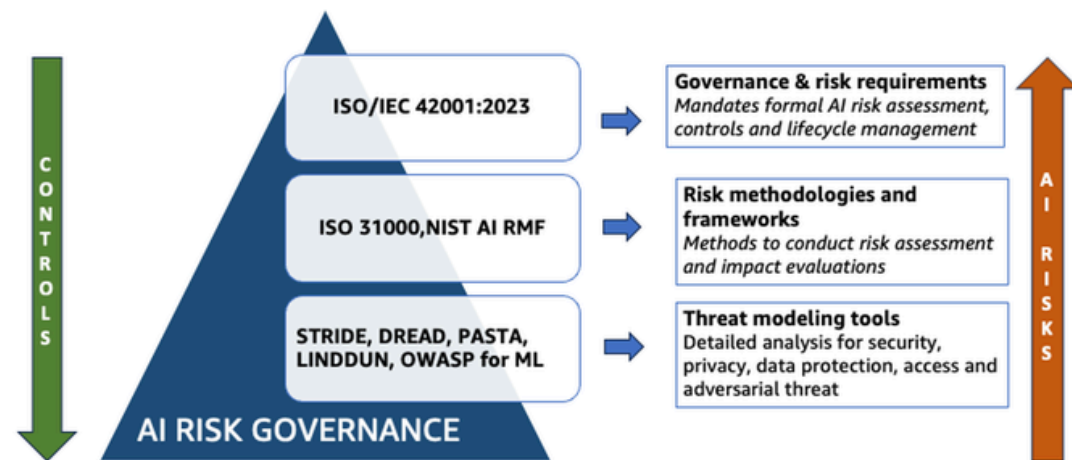 CONTROLS
ISO/IEC 42001:2023
Governance & risk requirements
Mandates formal AI risk assessment,
controls and lifecycle management
ISO 31000,NIST AI RMF
Risk methodologies and
frameworks
Methods to conduct risk assessment
and impact evaluations
STRIDE, DREAD, PASTA,
LINDDUN, OWASP for ML
Threat modeling tools
Detailed analysis for security,
privacy, data protection, access and
adversarial threat
AI RISK GOVERNANCE
AI RISKS